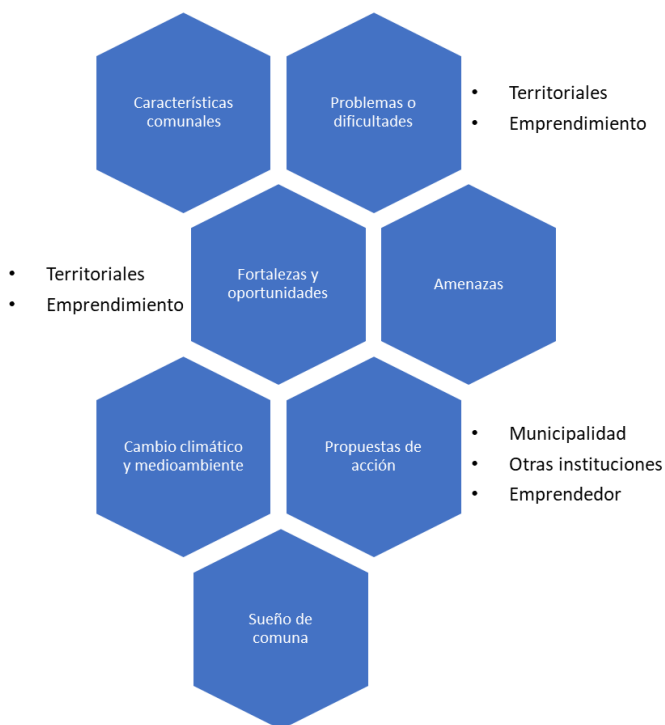 Características
comunales
Problemas o
dificultades
• Territoriales
• Emprendimiento
• Territoriales
• Emprendimiento
Fortalezas y
oportunidades
Amenazas
Cambio climático
y medioambiente
Propuestas de
acción
• Municipalidad
• Otras instituciones
• Emprendedor
Sueño de
comuna